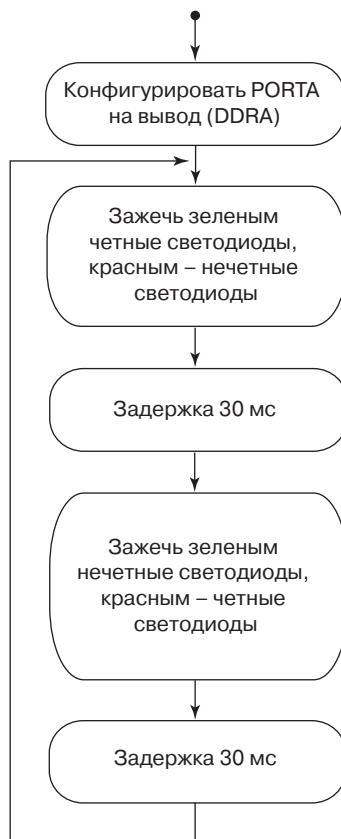 Конфигурировать PORTA
на вывод (DDRA)
Зажечь зеленым
четные светодиоды,
красным – нечетные
светодиоды
Задержка 30 мс
Зажечь зеленым
нечетные светодиоды,
красным – четные
светодиоды
Задержка 30 мс